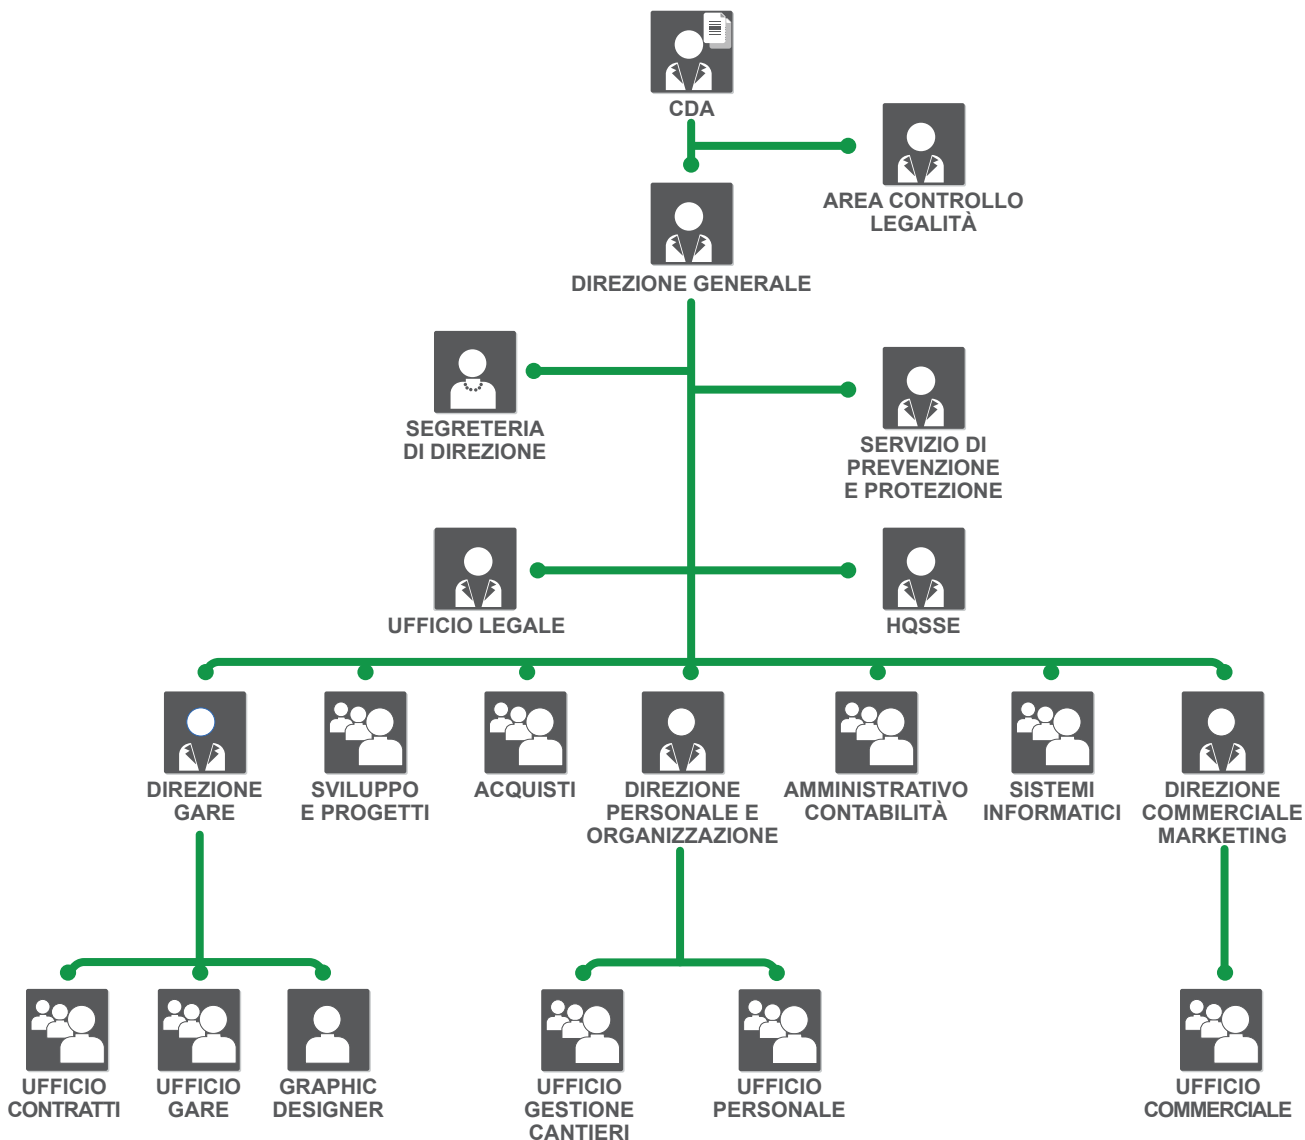 CDA
AREA CONTROLLO
LEGALITÀ
DIREZIONE GENERALE
SEGRETERIA
DI DIREZIONE
SERVIZIO DI
PREVENZIONE
E PROTEZIONE
UFFICIO LEGALE
HQSSE
DIREZIONE
GARE
SVILUPPO
E PROGETTI
ACQUISTI
DIREZIONE
PERSONALE E
ORGANIZZAZIONE
AMMINISTRATIVO
CONTABILITÀ
SISTEMI
INFORMATICI
DIREZIONE
COMMERCIALE
MARKETING
UFFICIO
CONTRATTI
UFFICIO
GARE
GRAPHIC
DESIGNER
UFFICIO
GESTIONE
CANTIERI
UFFICIO
PERSONALE
UFFICIO
COMMERCIALE